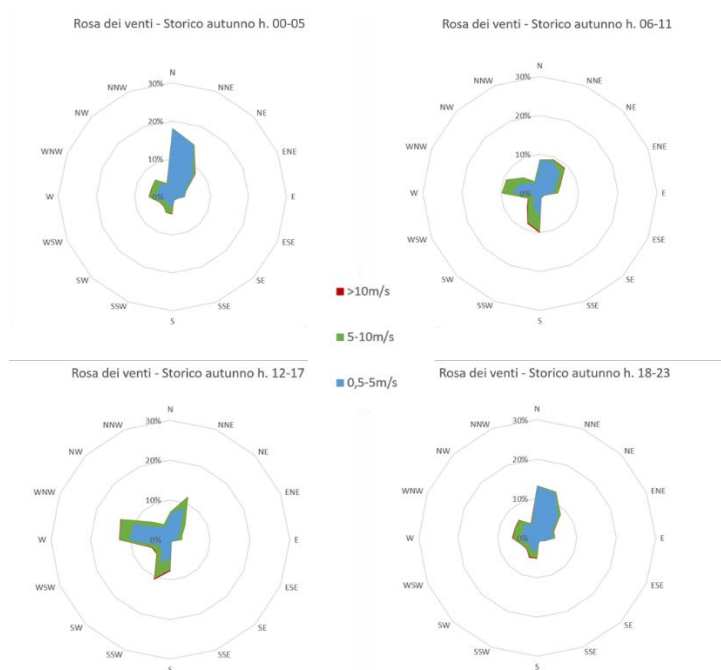 Rosa dei venti - Storico autunno h. 00-05
N
NNE
NE
ENE
E
ESE
SE
SSE
S
SSW
SW
WSW
W
WNW
NW
NNW
30%
20%
10%
0%
Rosa dei venti - Storico autunno h. 06-11
N
NNE
NE
ENE
E
ESE
SE
SSE
S
SSW
SW
WSW
W
WNW
NW
NNW
30%
20%
10%
0%
>10m/s
5-10m/s
0,5-5m/s
Rosa dei venti - Storico autunno h. 12-17
N
NNE
NE
ENE
E
ESE
SE
SSE
S
SSW
SW
WSW
W
WNW
NW
NNW
30%
20%
10%
0%
Rosa dei venti - Storico autunno h. 18-23
N
NNE
NE
ENE
E
ESE
SE
SSE
S
SSW
SW
WSW
W
WNW
NW
NNW
30%
20%
10%
0%